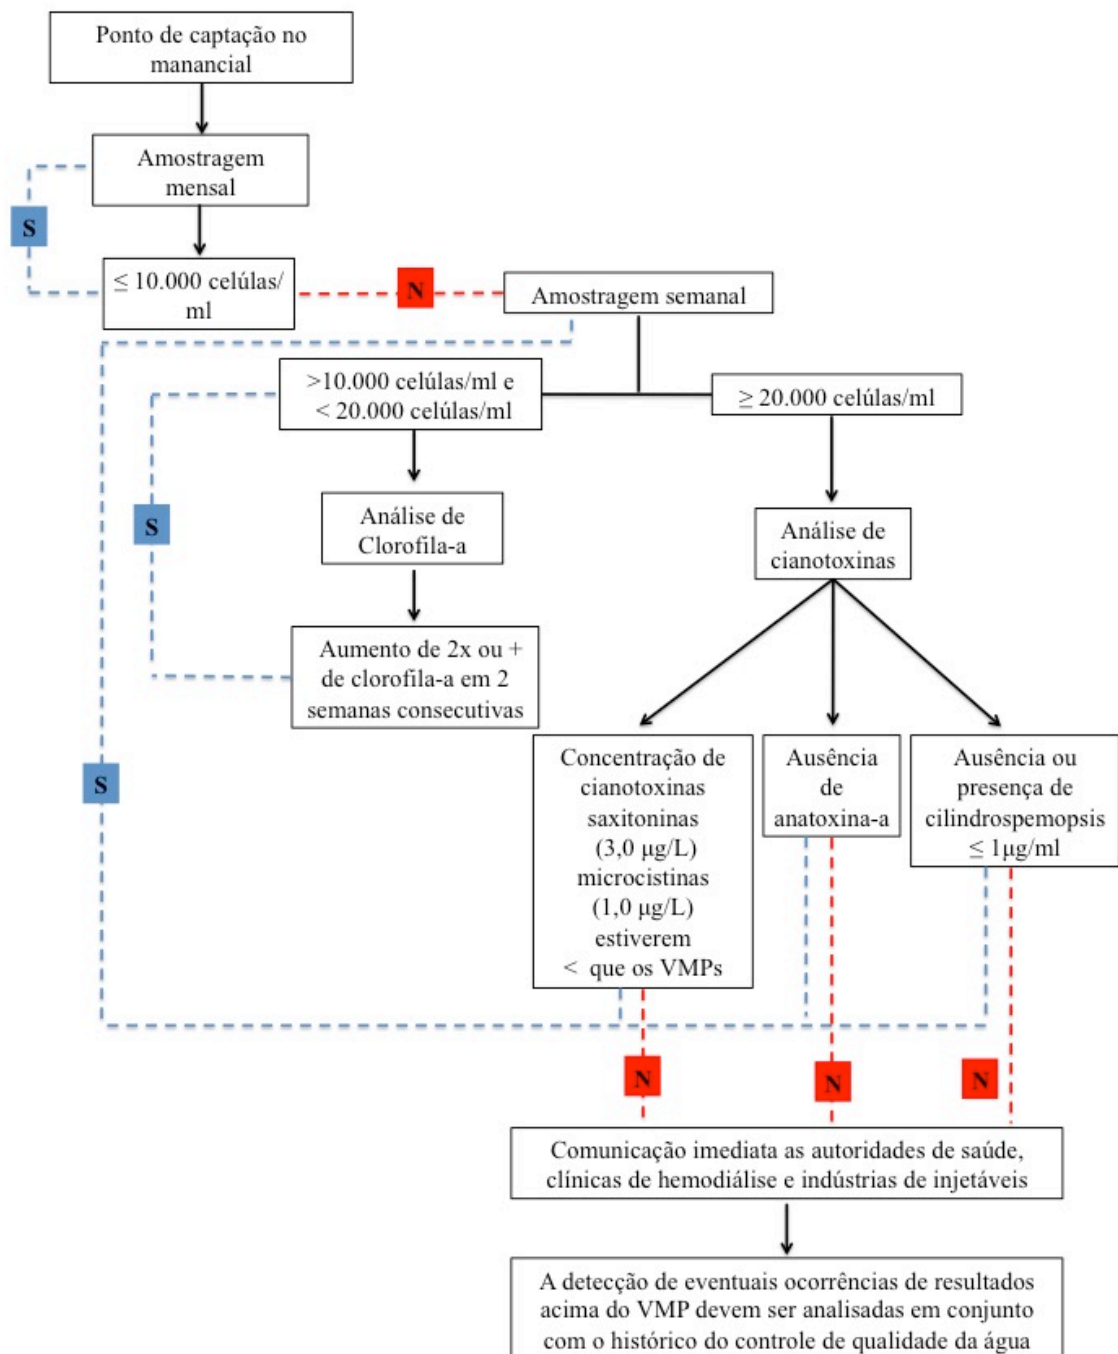 Ponto de captação no
manancial
Amostragem
mensal
S
≤ 10.000 celúlas/
ml
N
Amostragem semanal
>10.000 celúlas/ml e
< 20.000 celúlas/ml
≥ 20.000 celúlas/ml
S
Análise de
Clorofila-a
Análise de
cianotoxinas
Aumento de 2x ou +
de clorofila-a em 2
semanas consecutivas
S
Concentração de
cianotoxinas
saxitoninas
(3,0 µg/L)
microcistinas
(1,0 µg/L)
estiverem
< que os VMPs
Ausência
de
anatoxina-a
Ausência ou
presença de
cilindrospemopsis
≤ 1µg/ml
N
N
N
Comunicação imediata as autoridades de saúde,
clínicas de hemodiálise e indústrias de injetáveis
A detecção de eventuais ocorrências de resultados
acima do VMP devem ser analisadas em conjunto
com o histórico do controle de qualidade da água